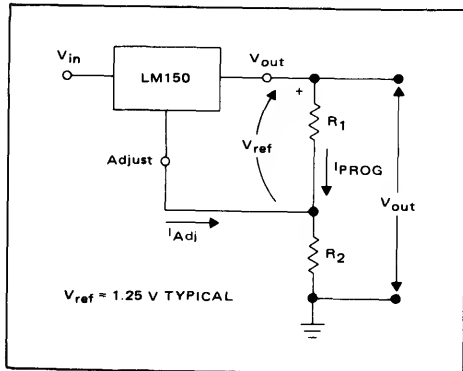 Vin
LM150
Vout
+
R1
Vref
IPROG
Adjust
Vout
IAdj
R2
Vref = 1.25 V TYPICAL